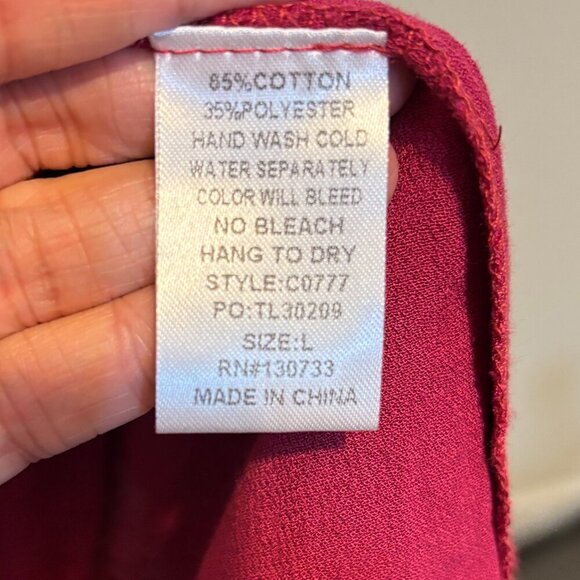 65%COTTON
35%POLYESTER
HAND WASH COLD
WATER SEPARATELY
COLOR WILL BLEED
NO BLEACH
HANG TO DRY
STYLE:C0777
PO:TL30209
SIZE:L
RN#130733
MADE IN CHINA